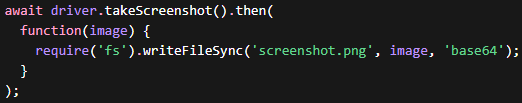 await driver.takeScreenshot().then(
  function(image) {
    require('fs').writeFileSync('screenshot.png', image, 'base64');
  }
);